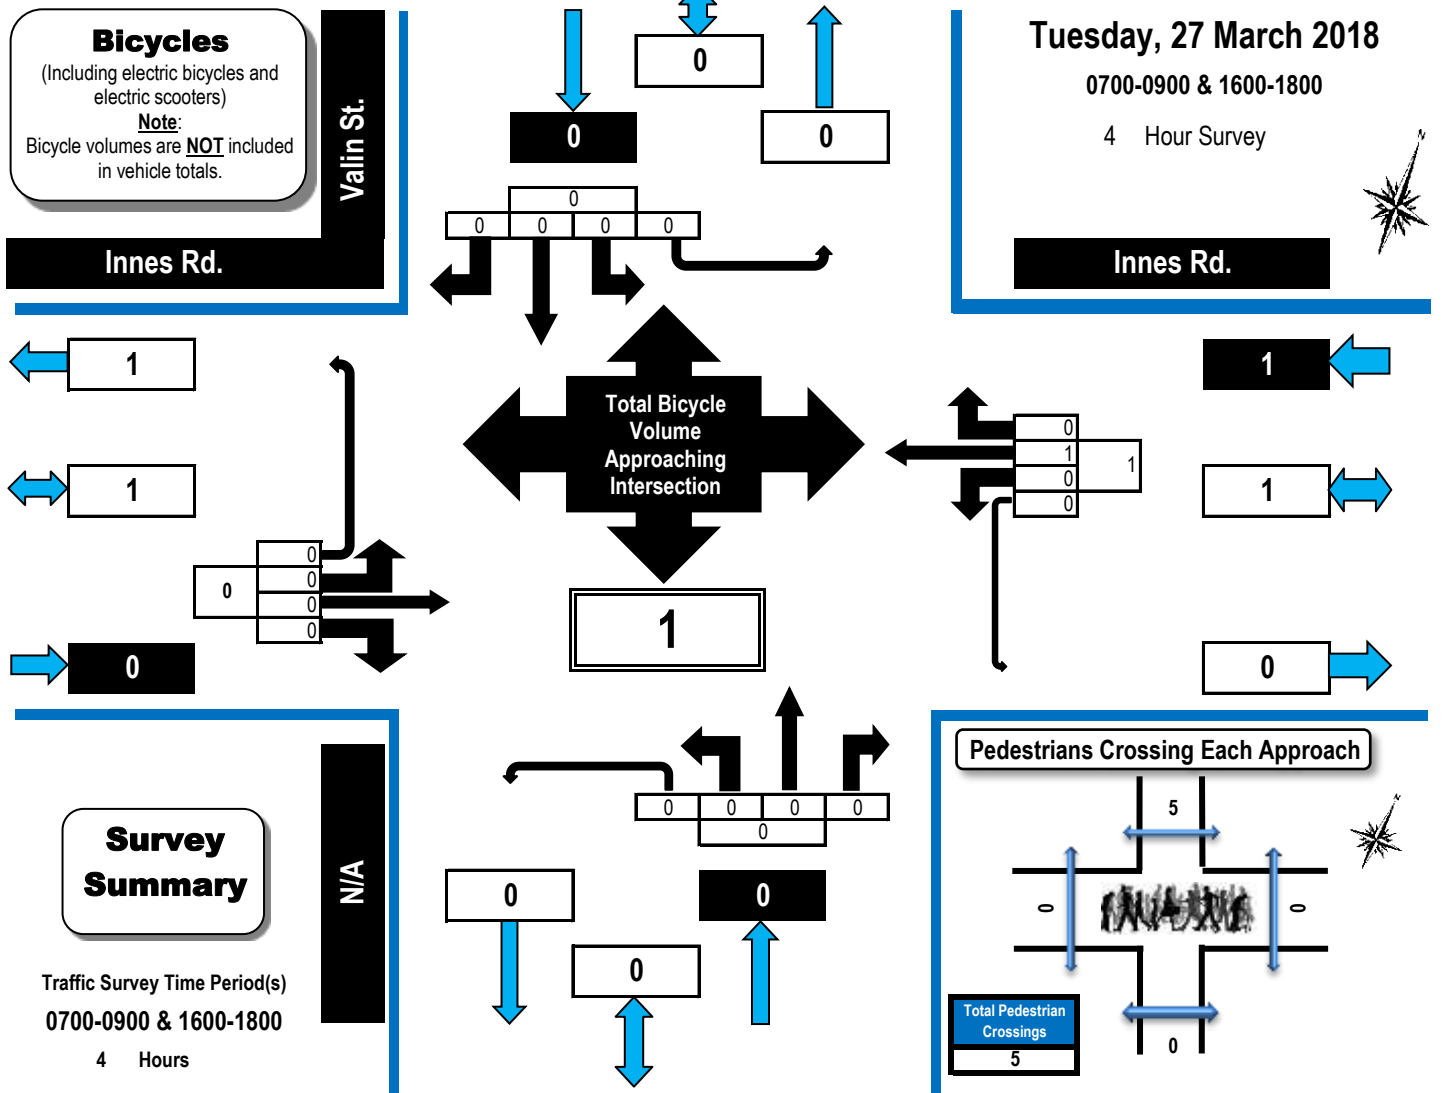 Bicycles
(Including electric bicycles and
electric scooters)
Note:
Bicycle volumes are NOT included
in vehicle totals.
Valin St.
Innes Rd.
0
0
0
0
0 0 0 0
Tuesday, 27 March 2018
0700-0900 & 1600-1800
4 Hour Survey
N
Innes Rd.
1
1
0
0
0
0
0
0
Total Bicycle
Volume
Approaching
Intersection
1
0
1
0
0
1
1
1
0
Survey
Summary
Traffic Survey Time Period(s)
0700-0900 & 1600-1800
4 Hours
N/A
0 0 0 0
0
0
0
0
Pedestrians Crossing Each Approach
N
5
0
0
0
Total Pedestrian
Crossings
5